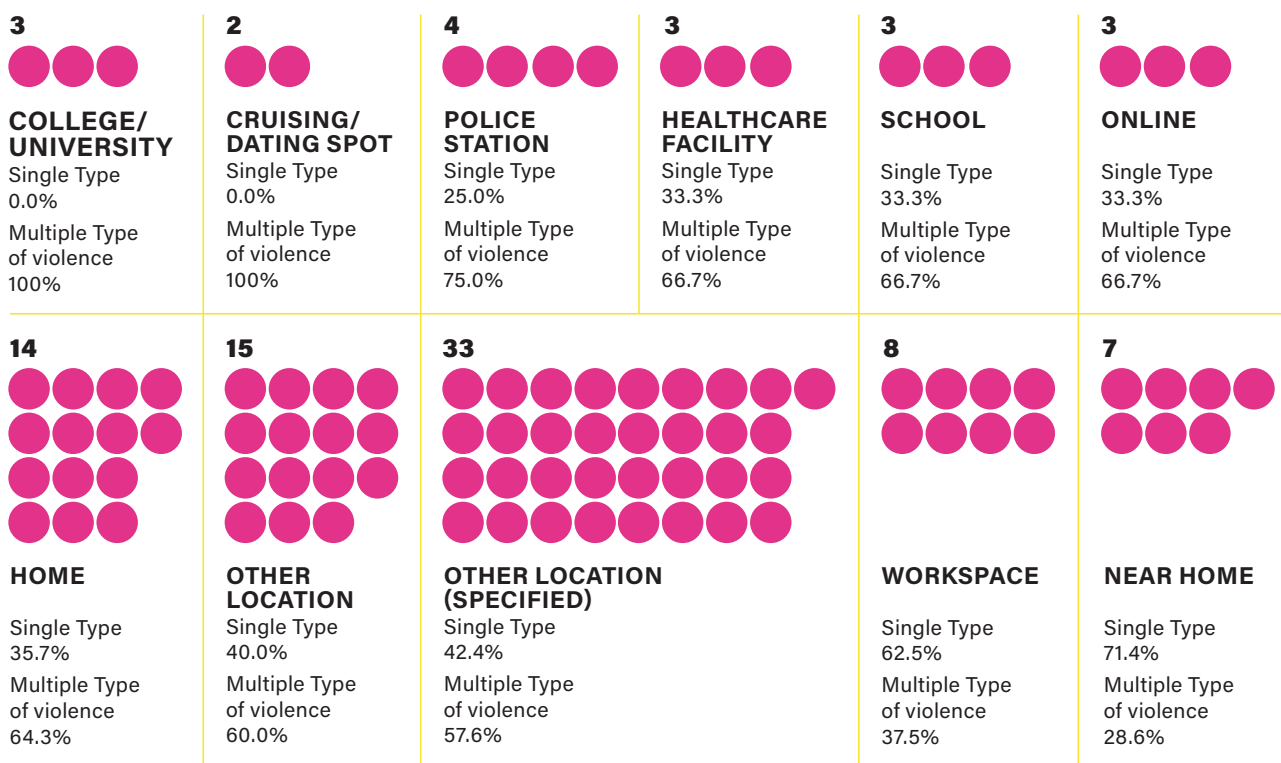 3
COLLEGE/
UNIVERSITY
Single Type
0.0%
Multiple Type
of violence
100%
2
CRUISING/
DATING SPOT
Single Type
0.0%
Multiple Type
of violence
100%
4
POLICE
STATION
Single Type
25.0%
Multiple Type
of violence
75.0%
3
HEALTHCARE
FACILITY
Single Type
33.3%
Multiple Type
of violence
66.7%
3
SCHOOL
Single Type
33.3%
Multiple Type
of violence
66.7%
3
ONLINE
Single Type
33.3%
Multiple Type
of violence
66.7%
14
HOME
Single Type
35.7%
Multiple Type
of violence
64.3%
15
OTHER
LOCATION
Single Type
40.0%
Multiple Type
of violence
60.0%
33
OTHER LOCATION
(SPECIFIED)
Single Type
42.4%
Multiple Type
of violence
57.6%
8
WORKSPACE
Single Type
62.5%
Multiple Type
of violence
37.5%
7
NEAR HOME
Single Type
71.4%
Multiple Type
of violence
28.6%